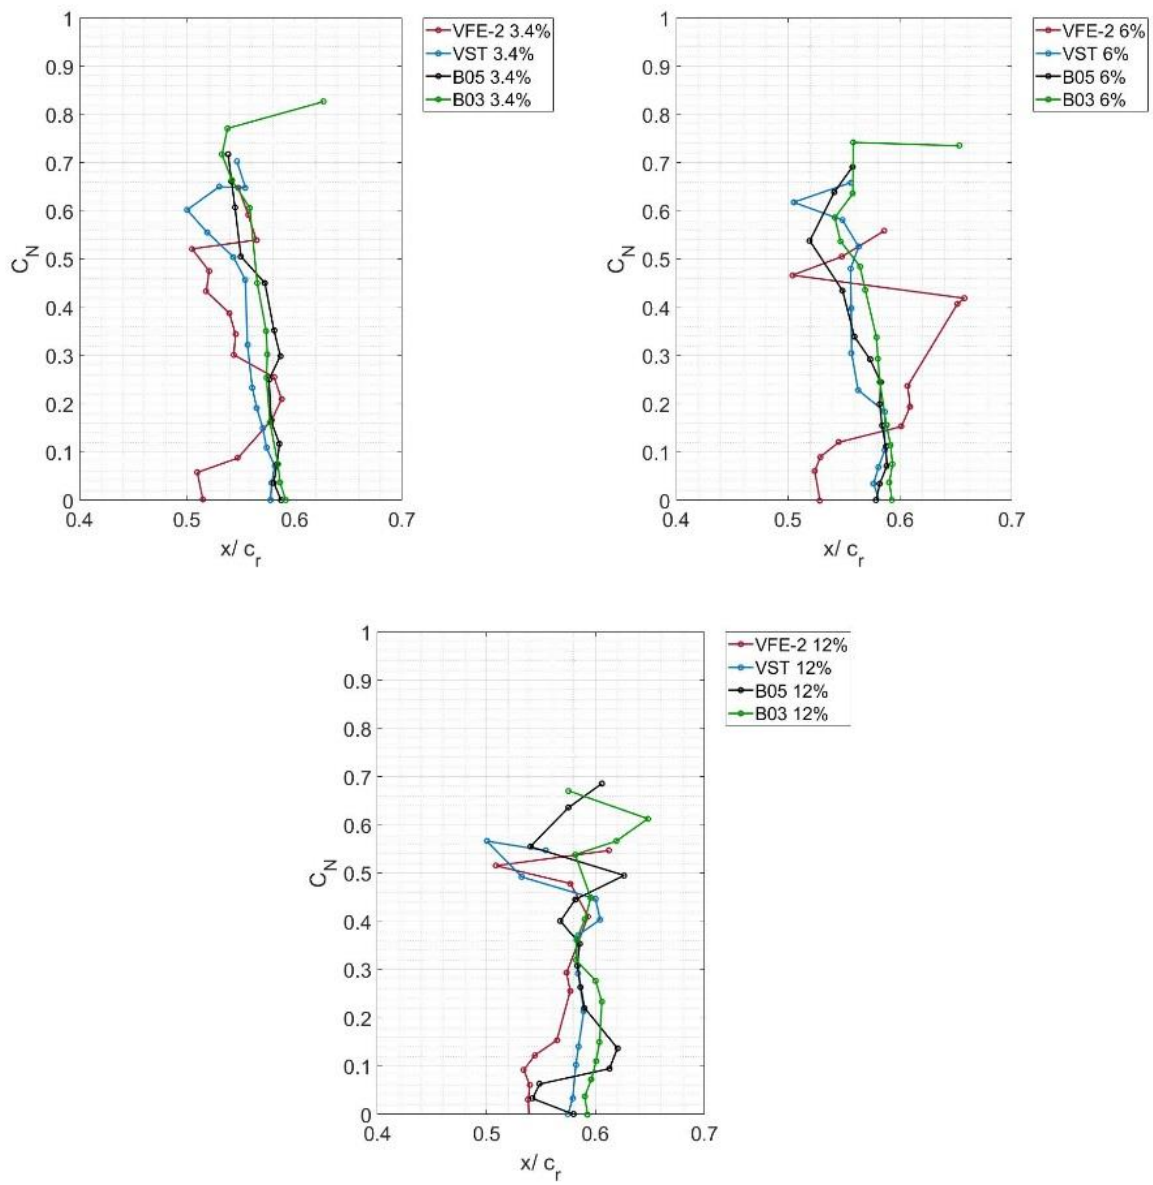 1
0.9
0.8
0.7
0.6
0.5
0.4
0.3
0.2
0.1
0
C_N
0.4 0.5 0.6 0.7
x/ c_r
VFE-2 3.4%
VST 3.4%
B05 3.4%
B03 3.4%
1
0.9
0.8
0.7
0.6
0.5
0.4
0.3
0.2
0.1
0
C_N
0.4 0.5 0.6 0.7
x/ c_r
VFE-2 6%
VST 6%
B05 6%
B03 6%
1
0.9
0.8
0.7
0.6
0.5
0.4
0.3
0.2
0.1
0
C_N
0.4 0.5 0.6 0.7
x/ c_r
VFE-2 12%
VST 12%
B05 12%
B03 12%